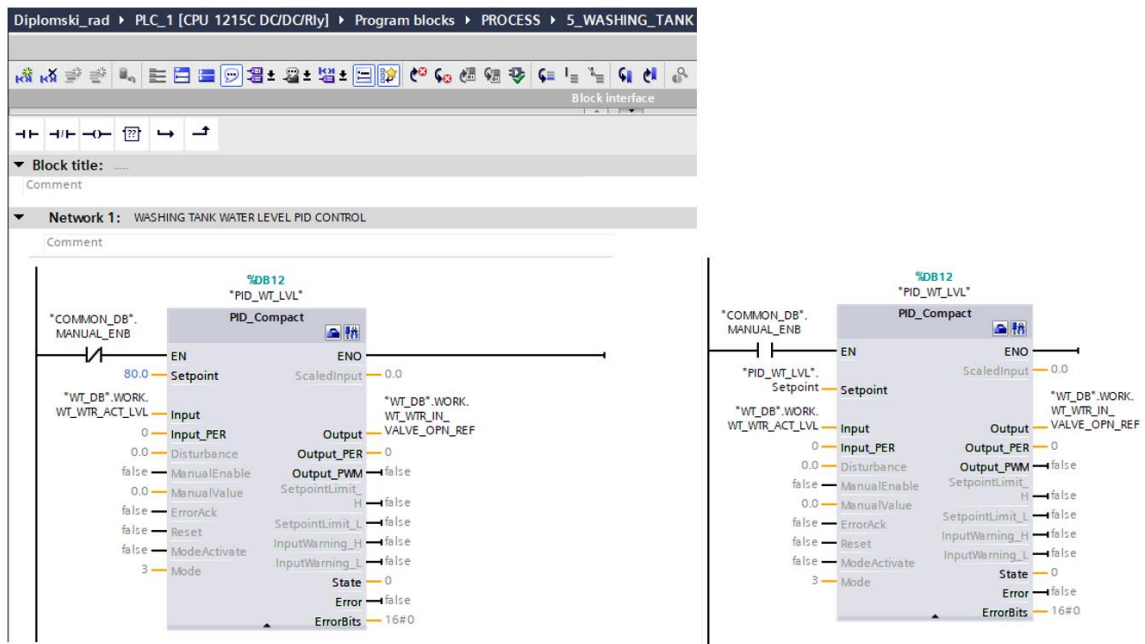 Diplomski_rad ▸ PLC_1 [CPU 1215C DC/DC/Rly] ▸ Program blocks ▸ PROCESS ▸ 5_WASHING_TANK
Block interface
??
Block title: .....
Comment
Network 1: WASHING TANK WATER LEVEL PID CONTROL
Comment
%DB12
"PID_WT_LVL"
PID_Compact
"COMMON_DB".
MANUAL_ENB
EN ENO
80.0 Setpoint ScaledInput 0.0
"WT_DB".WORK.
WT_WTR_ACT_LVL Input
"WT_DB".WORK.
WT_WTR_IN_
VALVE_OPN_REF
0 Input_PER Output
0.0 Disturbance Output_PER 0
false ManualEnable Output_PWM false
0.0 ManualValue SetpointLimit_
H false
false ErrorAck
false Reset SetpointLimit_L false
InputWarning_H false
false ModeActivate
InputWarning_L false
3 Mode
State 0
Error false
ErrorBits 16#0
%DB12
"PID_WT_LVL"
PID_Compact
"COMMON_DB".
MANUAL_ENB
EN ENO
ScaledInput 0.0
"PID_WT_LVL".
Setpoint Setpoint
"WT_DB".WORK.
WT_WTR_ACT_LVL Input
"WT_DB".WORK.
WT_WTR_IN_
Output VALVE_OPN_REF
0 Input_PER Output_PER 0
0.0 Disturbance Output_PWM false
false ManualEnable SetpointLimit_
H false
0.0 ManualValue
false ErrorAck SetpointLimit_L false
false Reset InputWarning_H false
false ModeActivate InputWarning_L false
3 Mode State 0
Error false
ErrorBits 16#0